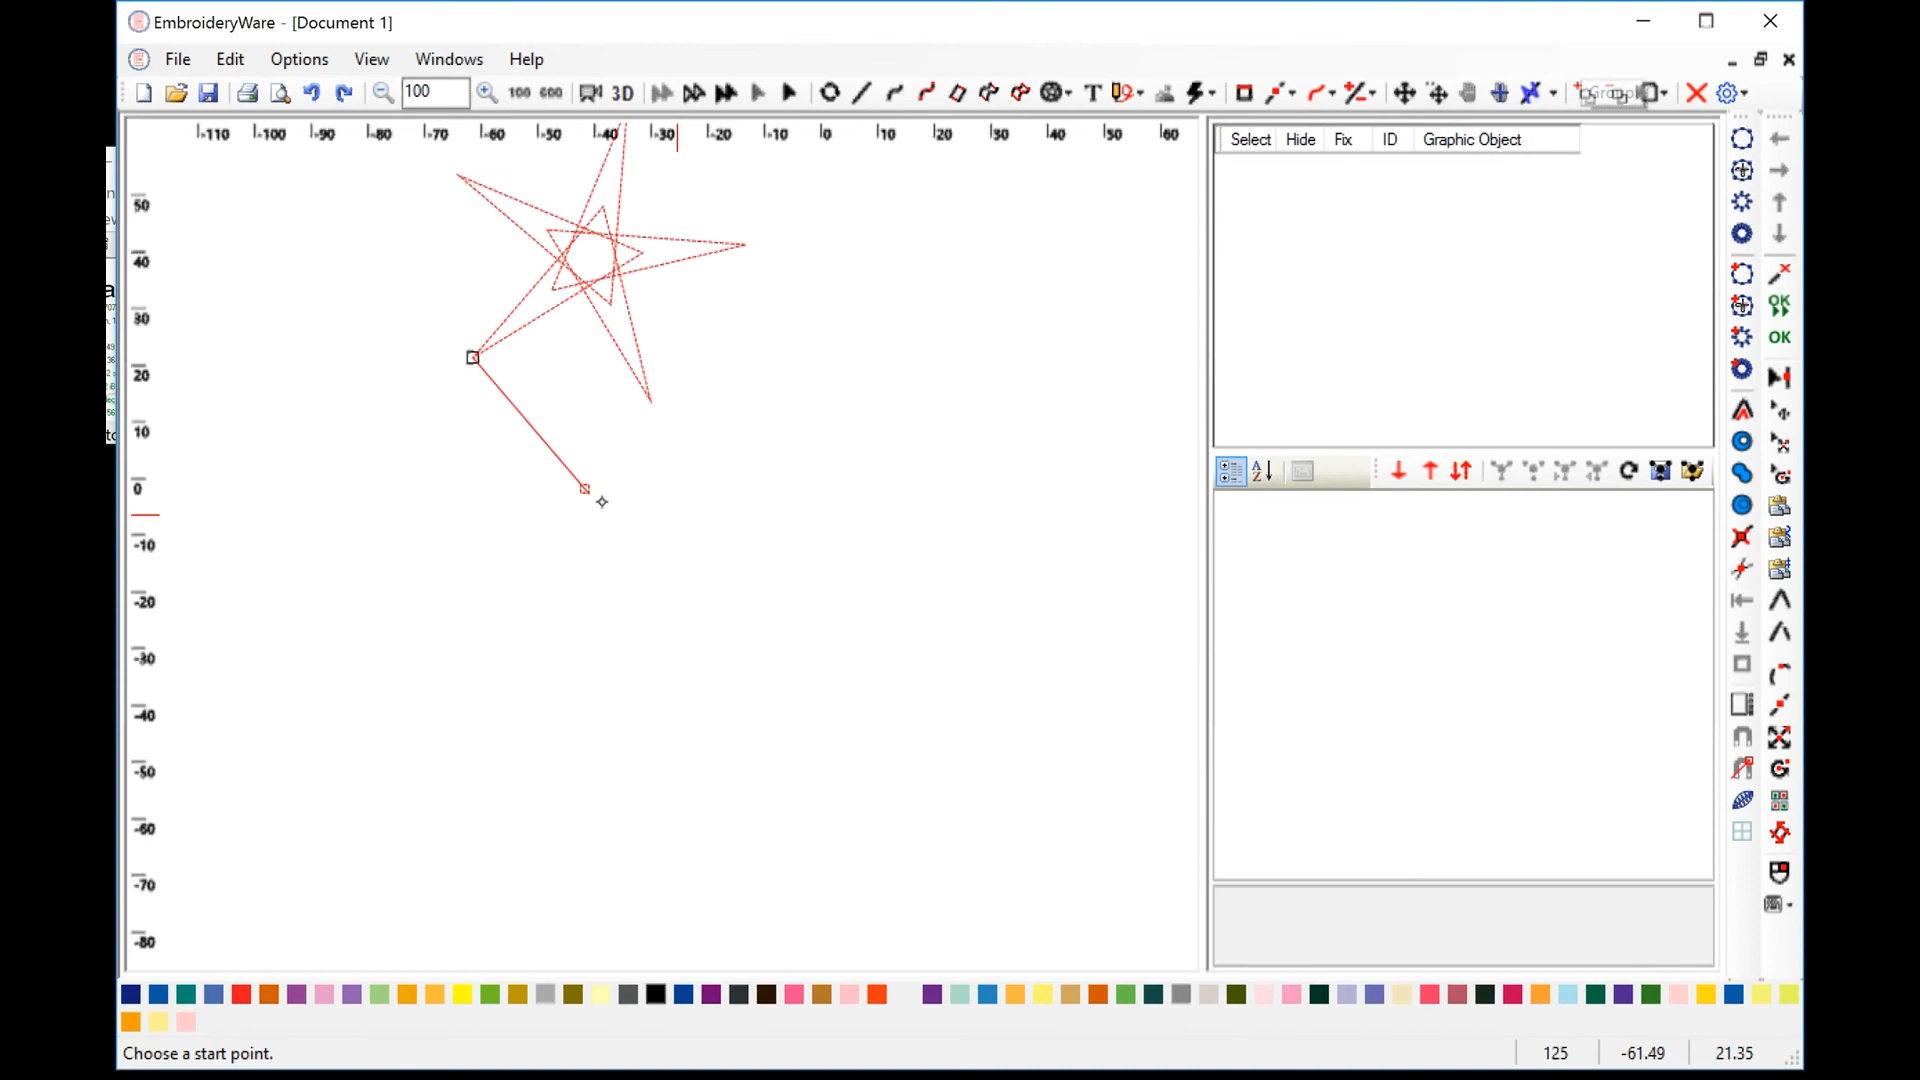 EmbroideryWare - [Document 1]
File Edit Options View Windows Help
100 100 600 3D T
-110 -100 -90 -80 -70 -60 -50 -40 -30 -20 -10 0 10 20 30 40 50 60
Select Hide Fix ID Graphic Object
50
40
30
20
10
0
-10
-20
-30
-40
-50
-60
-70
-80
A
Z
OK
OK
Choose a start point. 125 -61.49 21.35